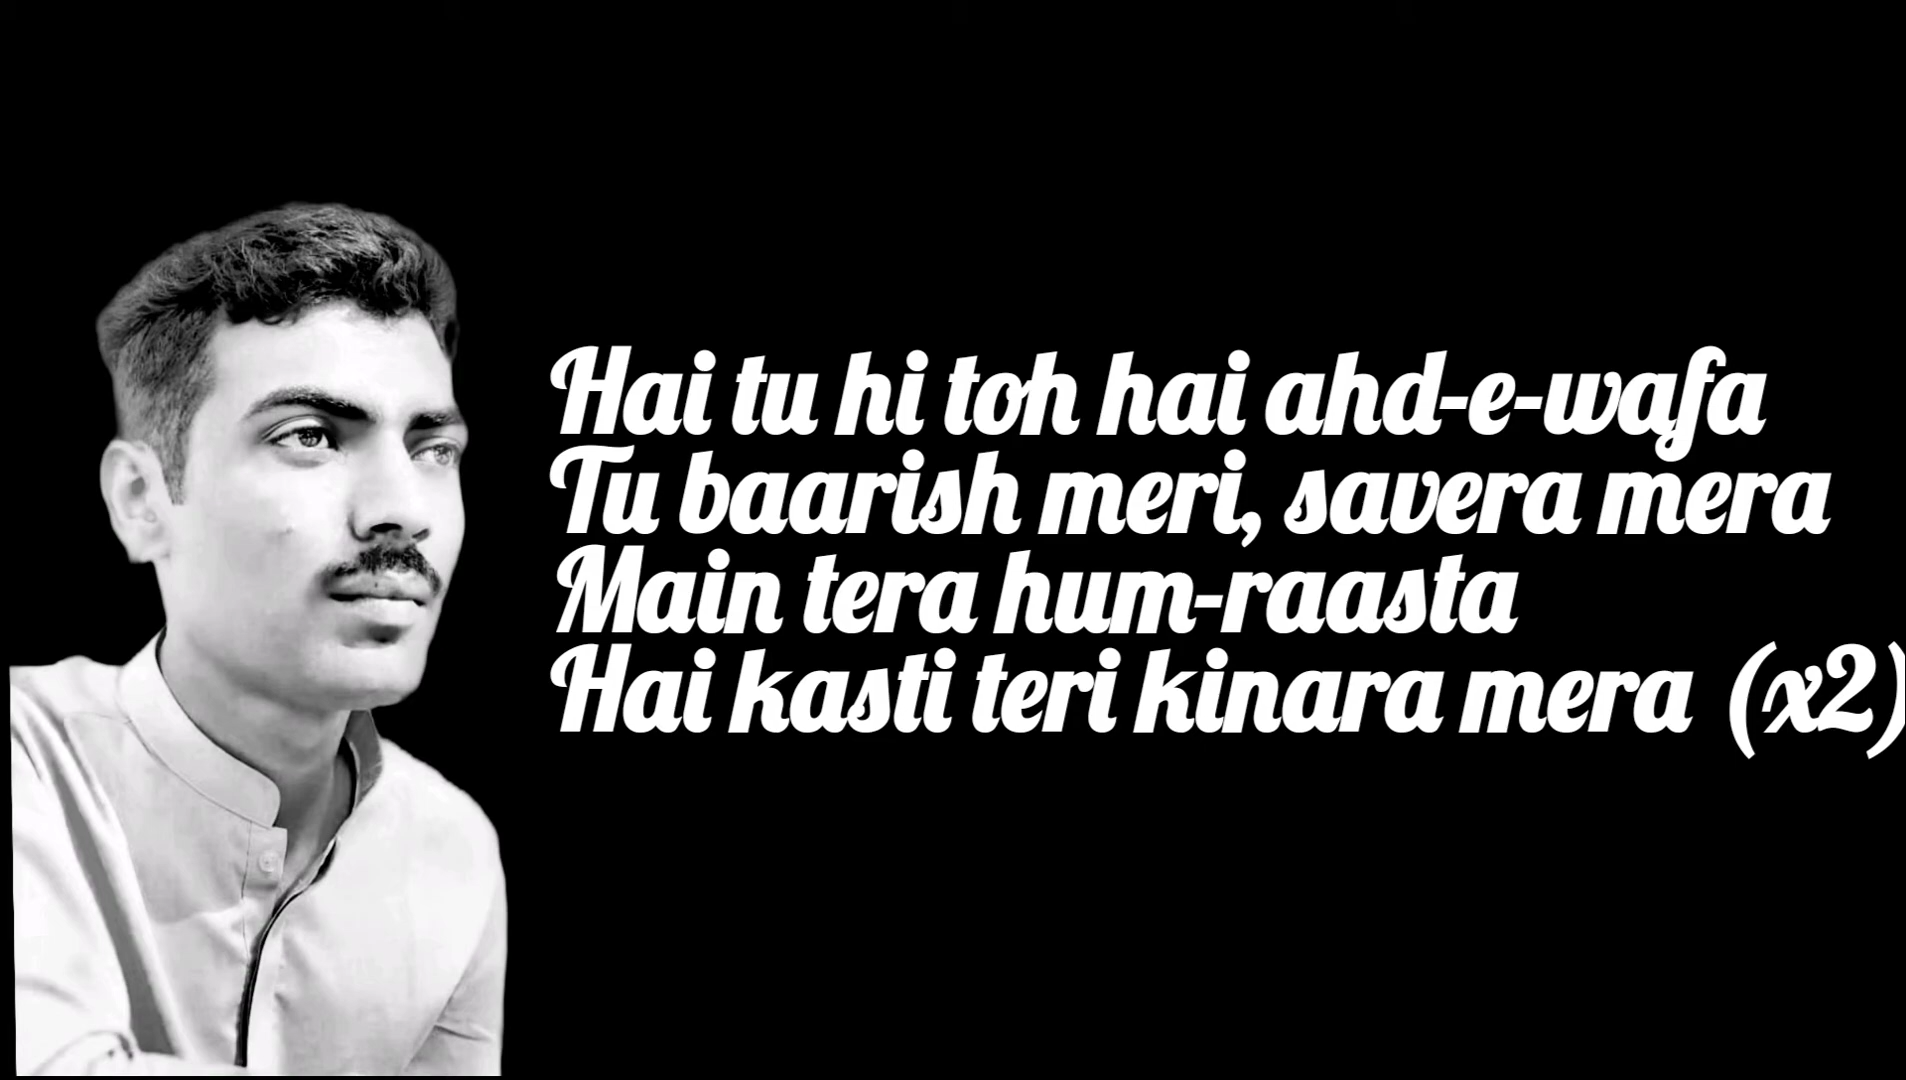 Hai tu hi toh hai ahd-e-wafa
Tu baarish meri, savera mera
Main tera hum-raasta
Hai kasti teri kinara mera (x2)